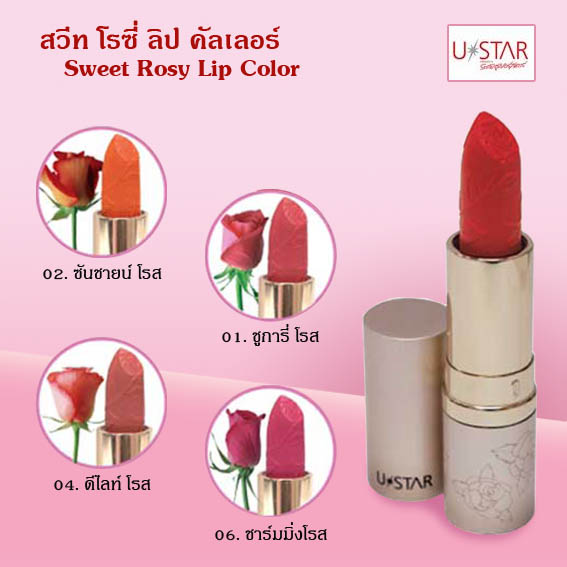 สวีท โรซี่ ลิป คัลเลอร์
Sweet Rosy Lip Color
U★STAR
02. ซันชายน์ โรส
01. ชูการี่ โรส
04. ดีไลท์ โรส
06. ชาร์มมิ่งโรส
U★STAR